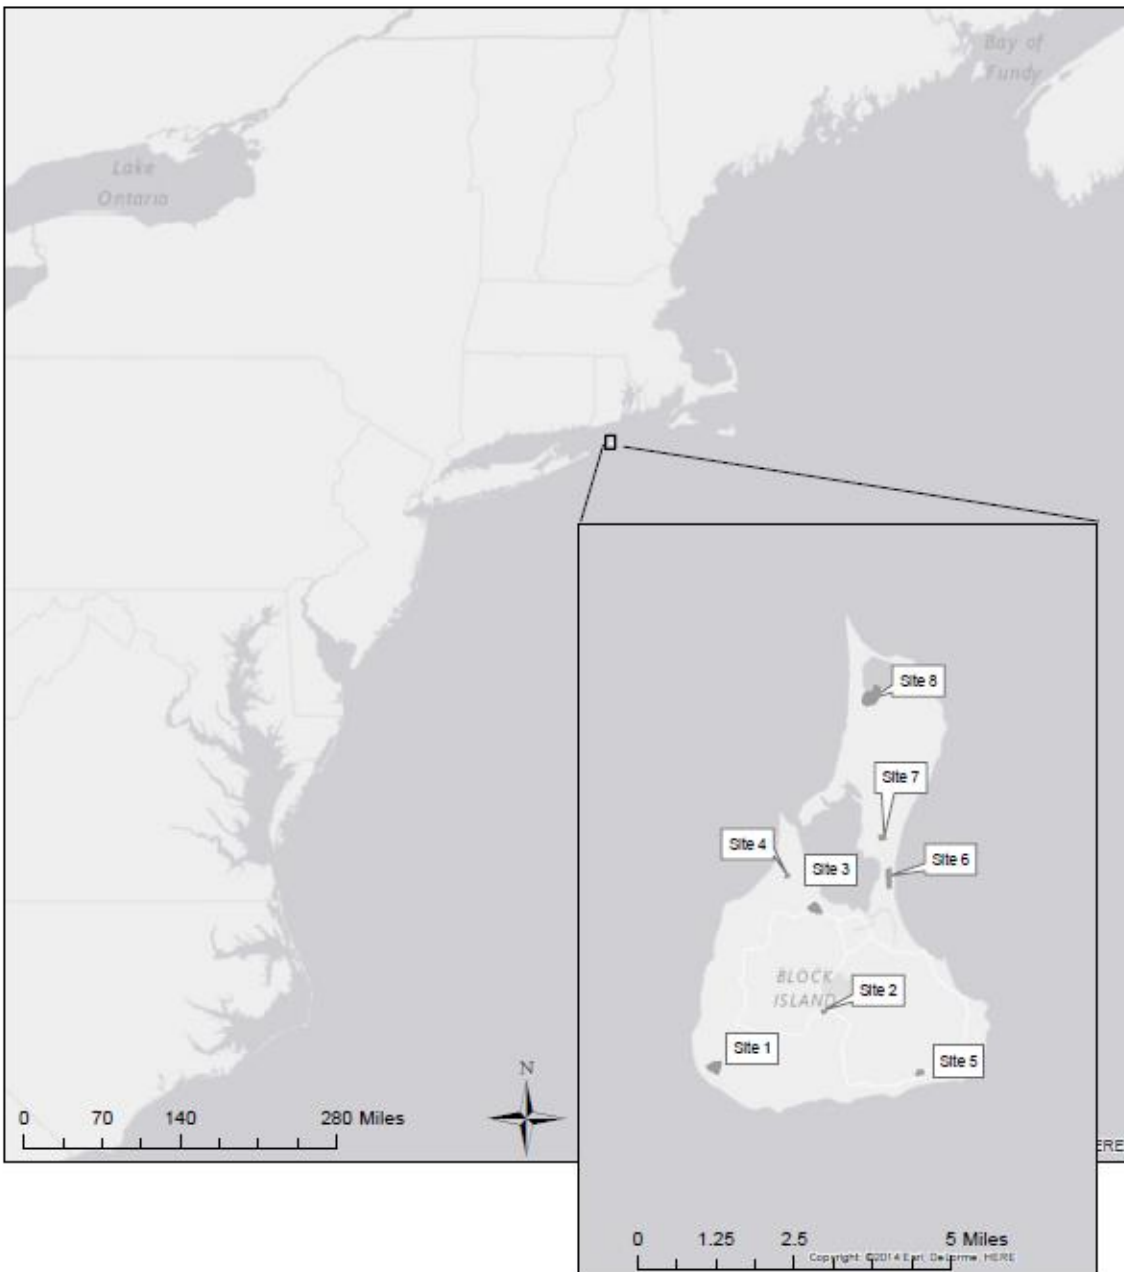 Bay of
Fundy
Lake
Ontario
Site 8
Site 7
Site 4
Site 3
Site 6
BLOCK
ISLAND
Site 2
Site 1
Site 5
N
0 70 140 280 Miles
ERE
0 1.25 2.5 5 Miles
Copyright: ©2014 Esri, DeLorme, HERE